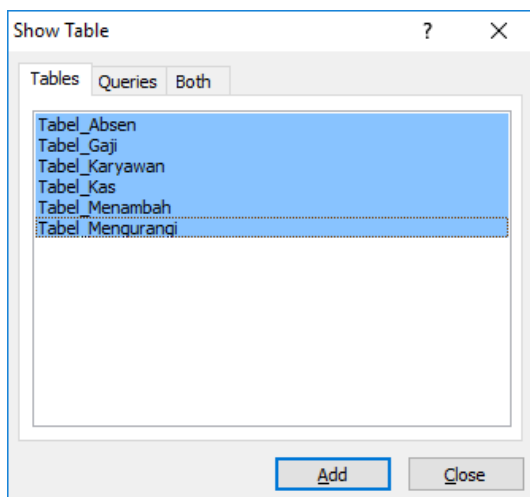 Show Table ?
Tables Queries Both
Tabel_Absen
Tabel_Gaji
Tabel_Karyawan
Tabel_Kas
Tabel_Menambah
Tabel_Mengurangi
Add Close